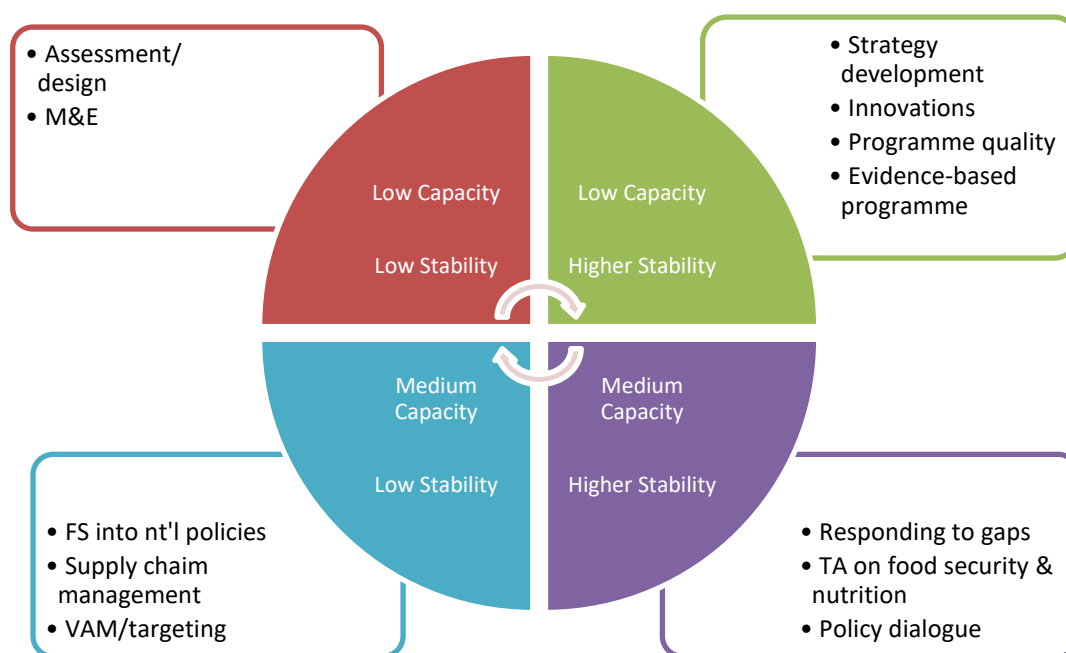 • Assessment/
design
• M&E
• Strategy
development
• Innovations
• Programme quality
• Evidence-based
programme
Low Capacity
Low Stability
Low Capacity
Higher Stability
Medium
Capacity
Low Stability
Medium
Capacity
Higher Stability
• FS into nt'l policies
• Supply chaim
management
• VAM/targeting
• Responding to gaps
• TA on food security &
nutrition
• Policy dialogue